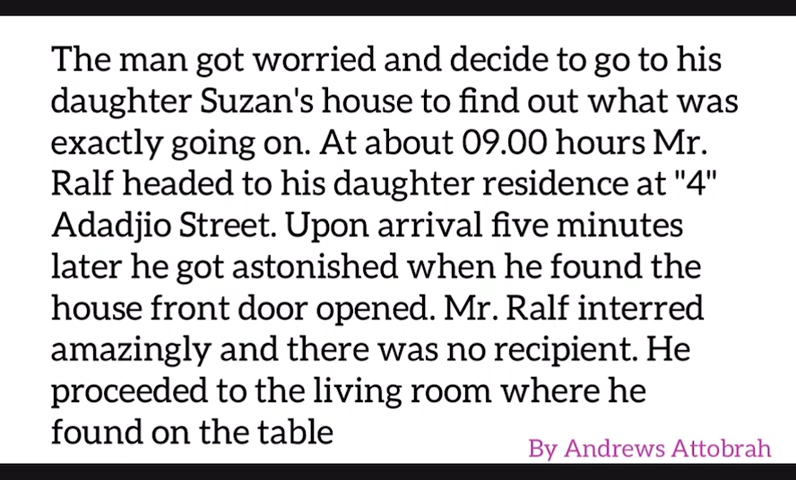 The man got worried and decide to go to his
daughter Suzan's house to find out what was
exactly going on. At about 09.00 hours Mr.
Ralf headed to his daughter residence at "4"
Adadjio Street. Upon arrival five minutes
later he got astonished when he found the
house front door opened. Mr. Ralf interred
amazingly and there was no recipient. He
proceeded to the living room where he
found on the table
By Andrews Attobrah